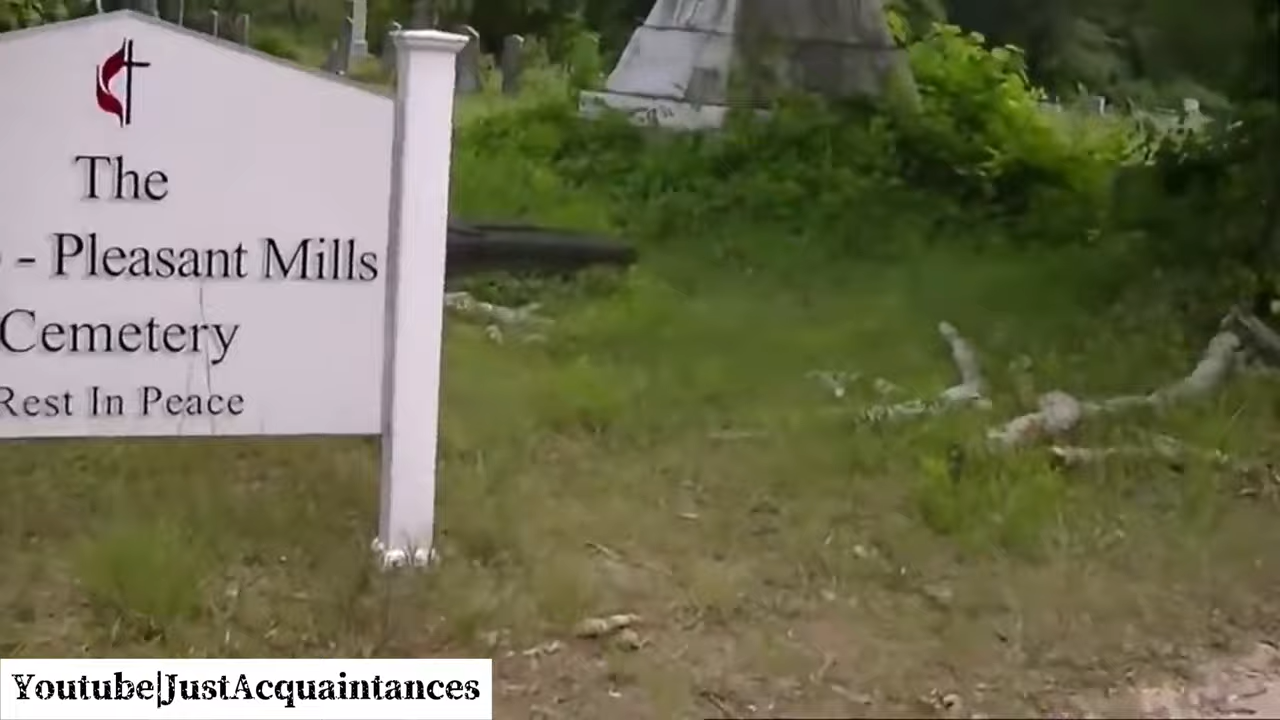 The
- Pleasant Mills
Cemetery
Rest In Peace
Youtube|JustAcquaintances